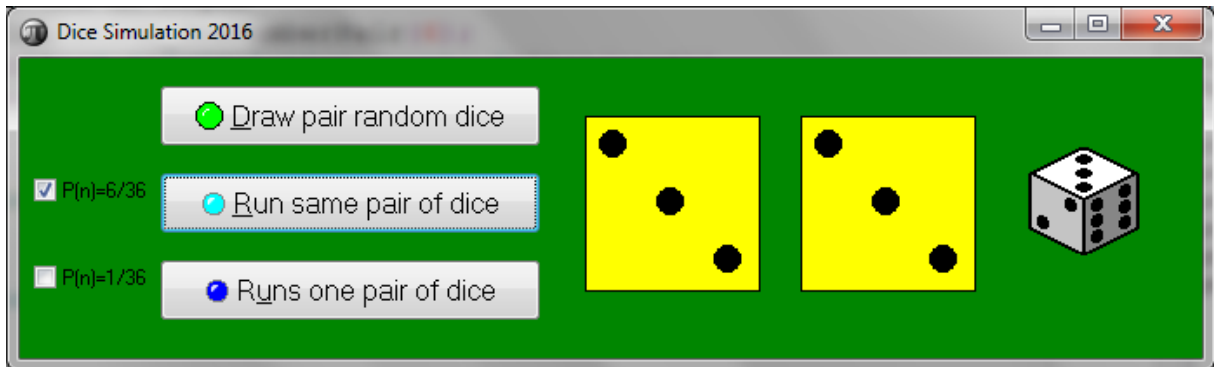 Dice Simulation 2016
Draw pair random dice
P(n)=6/36
Run same pair of dice
P(n)=1/36
Runs one pair of dice